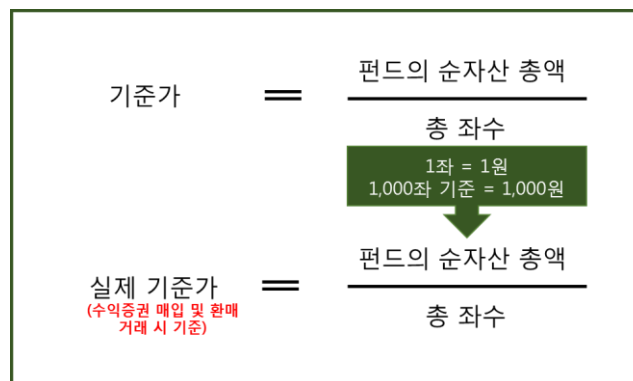 기준가
=
펀드의 순자산 총액
총 좌수
1좌 = 1원
1,000좌 기준 = 1,000원
실제 기준가
(수익증권 매입 및 환매
거래 시 기준)
=
펀드의 순자산 총액
총 좌수